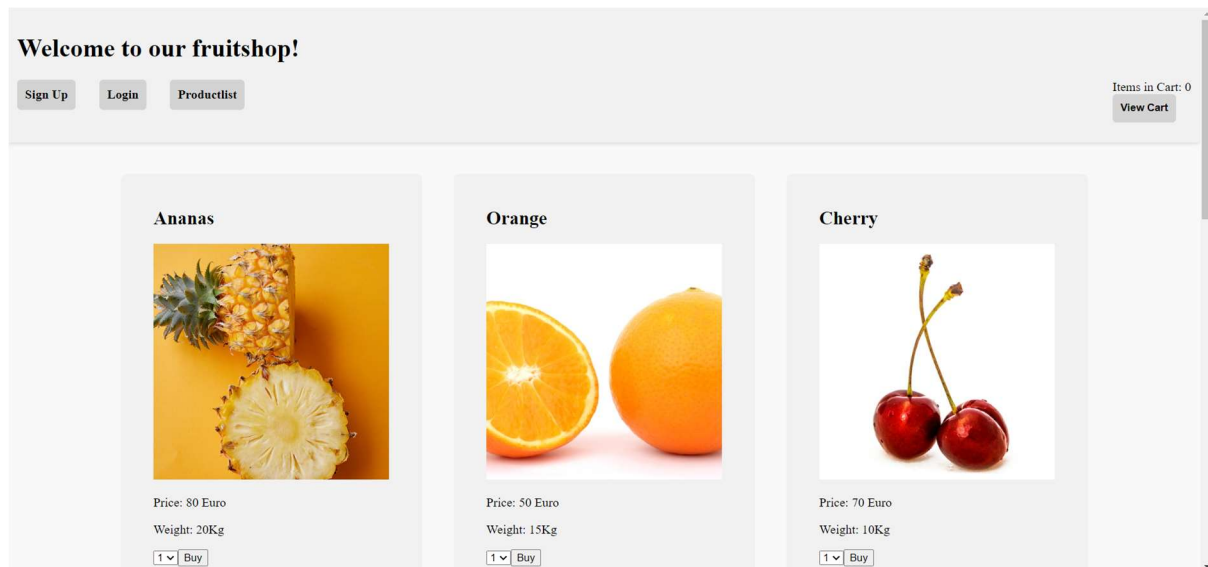 Welcome to our fruitshop!
Sign Up Login Productlist
Items in Cart: 0
View Cart
Ananas
Price: 80 Euro
Weight: 20Kg
1 Buy
Orange
Price: 50 Euro
Weight: 15Kg
1 Buy
Cherry
Price: 70 Euro
Weight: 10Kg
1 Buy